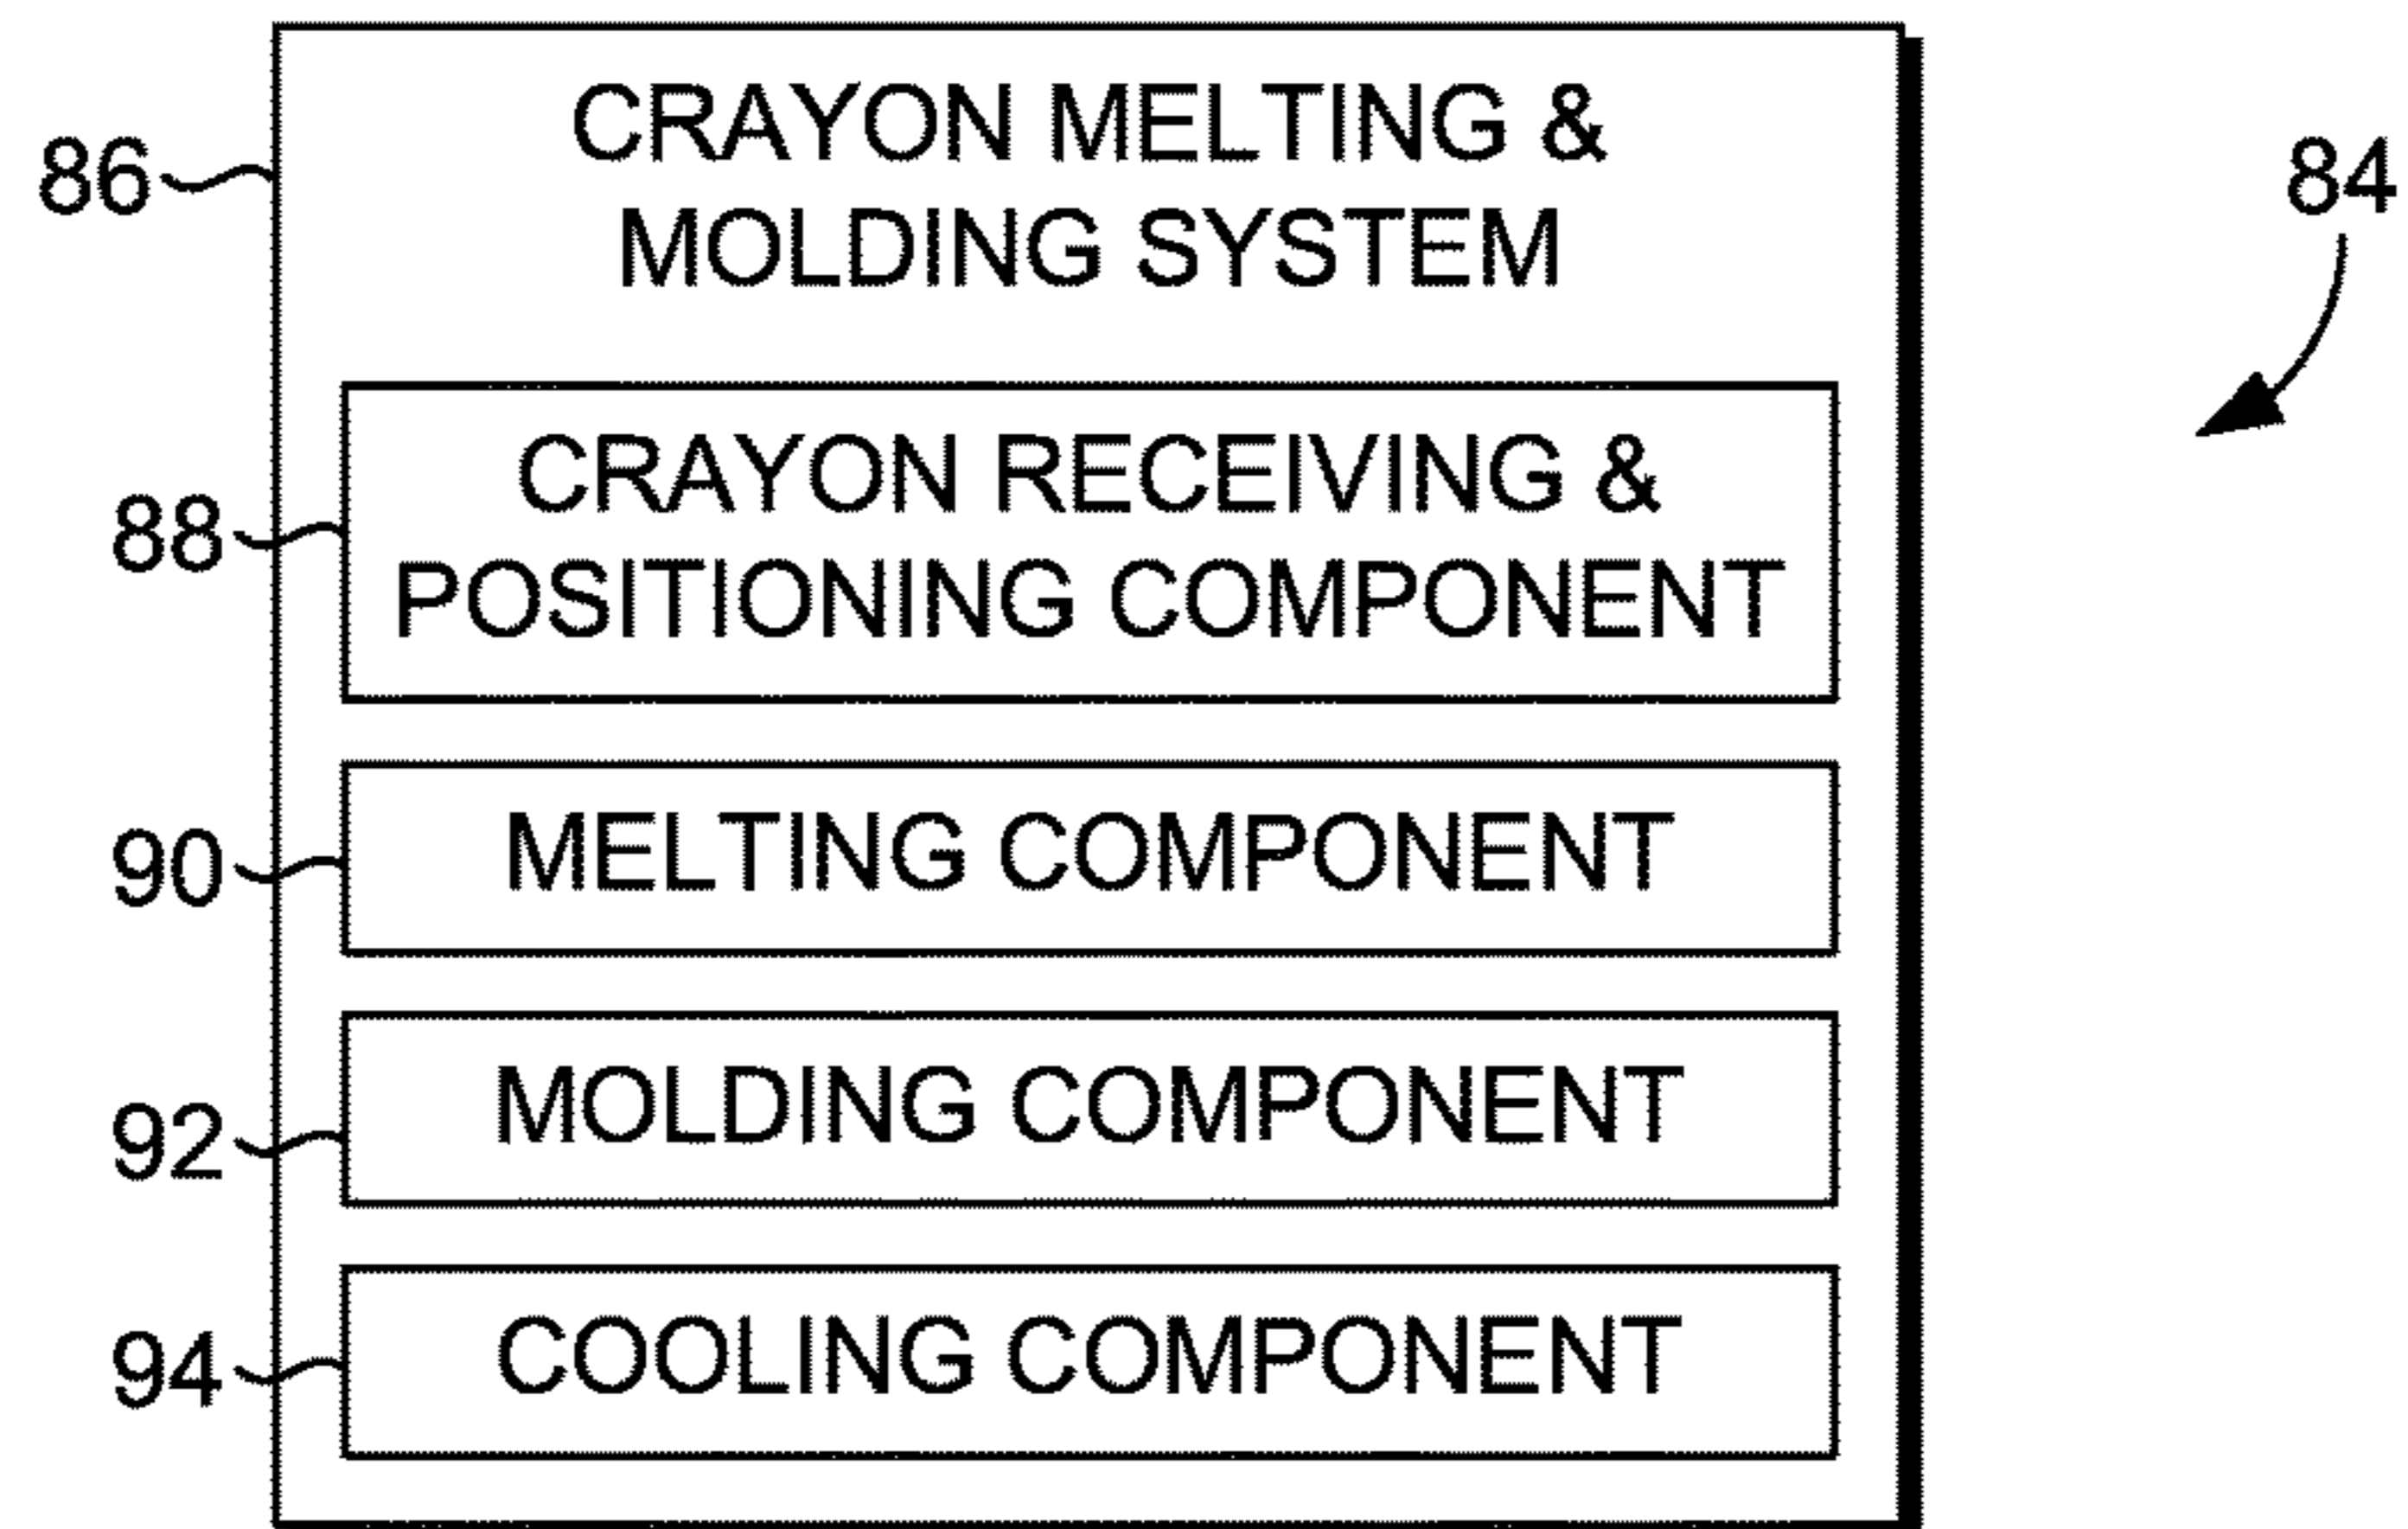 CRAYON MELTING &
MOLDING SYSTEM
86
84
CRAYON RECEIVING &
POSITIONING COMPONENT
88
MELTING COMPONENT
90
MOLDING COMPONENT
92
COOLING COMPONENT
94